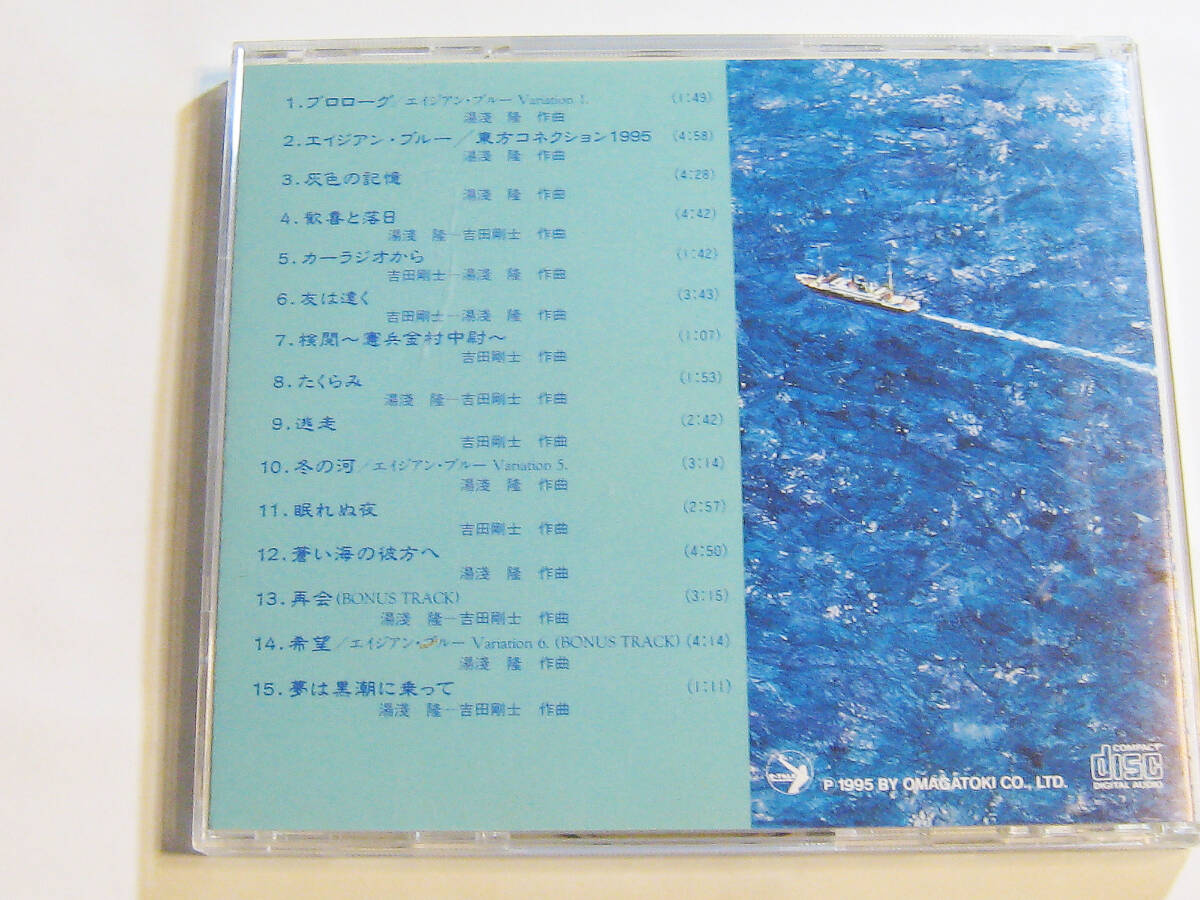 1.プロローグ/エイジアン・ブルー Variation 1. (1:49)
湯淺 隆 作曲
2.エイジアン・ブルー/東方コネクション1995 (4:58)
湯淺 隆 作曲
3.灰色の記憶 (4:28)
湯淺 隆 作曲
4.歓喜と落日 (4:42)
湯淺 隆―吉田剛士 作曲
5.カーラジオから (1:42)
吉田剛士―湯淺 隆 作曲
6.友は遠く (3:43)
吉田剛士―湯淺 隆 作曲
7.検閲〜憲兵金村中尉〜 (1:07)
吉田剛士 作曲
8.たくらみ (1:53)
湯淺 隆―吉田剛士 作曲
9.逃走 (2:42)
吉田剛士 作曲
10.冬の河/エイジアン・ブルー Variation 5. (3:14)
湯淺 隆 作曲
11.眠れぬ夜 (2:57)
吉田剛士 作曲
12.蒼い海の彼方へ (4:50)
湯淺 隆 作曲
13.再会(BONUS TRACK) (3:15)
湯淺 隆―吉田剛士 作曲
14.希望/エイジアン・ブルー Variation 6. (BONUS TRACK) (4:14)
湯淺 隆 作曲
15.夢は黒潮に乗って (1:11)
湯淺 隆―吉田剛士 作曲
P 1995 BY OMAGATOKI CO., LTD.
COMPACT
disc
DIGITAL AUDIO